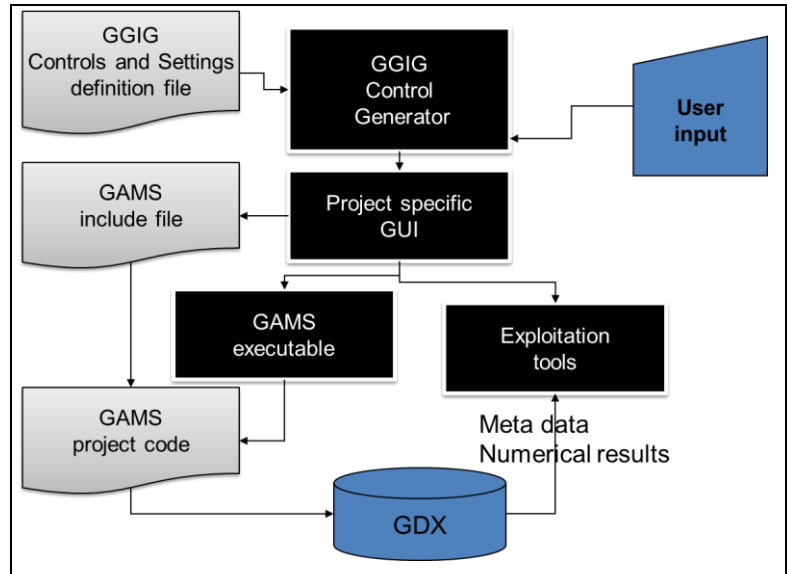 GGIG
Controls and Settings
definition file
GGIG
Control
Generator
User
input
GAMS
include file
Project specific
GUI
GAMS
executable
Exploitation
tools
GAMS
project code
Meta data
Numerical results
GDX